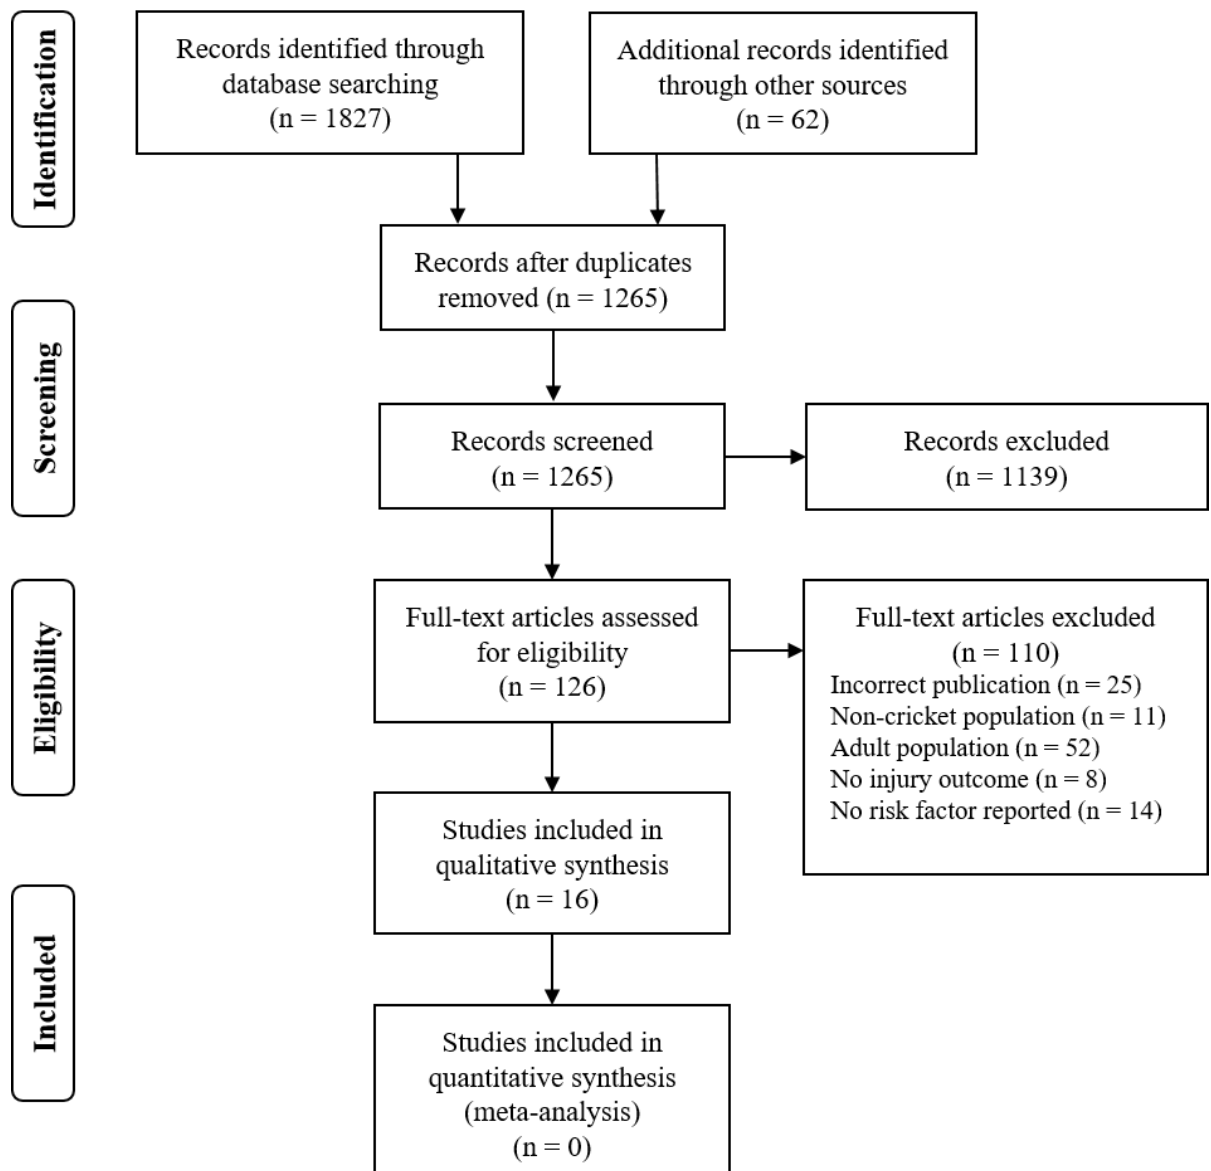 Identification
Records identified through
database searching
(n = 1827)
Additional records identified
through other sources
(n = 62)
Records after duplicates
removed (n = 1265)
Screening
Records screened
(n = 1265)
Records excluded
(n = 1139)
Eligibility
Full-text articles assessed
for eligibility
(n = 126)
Full-text articles excluded
(n = 110)
Incorrect publication (n = 25)
Non-cricket population (n = 11)
Adult population (n = 52)
No injury outcome (n = 8)
No risk factor reported (n = 14)
Studies included in
qualitative synthesis
(n = 16)
Included
Studies included in
quantitative synthesis
(meta-analysis)
(n = 0)